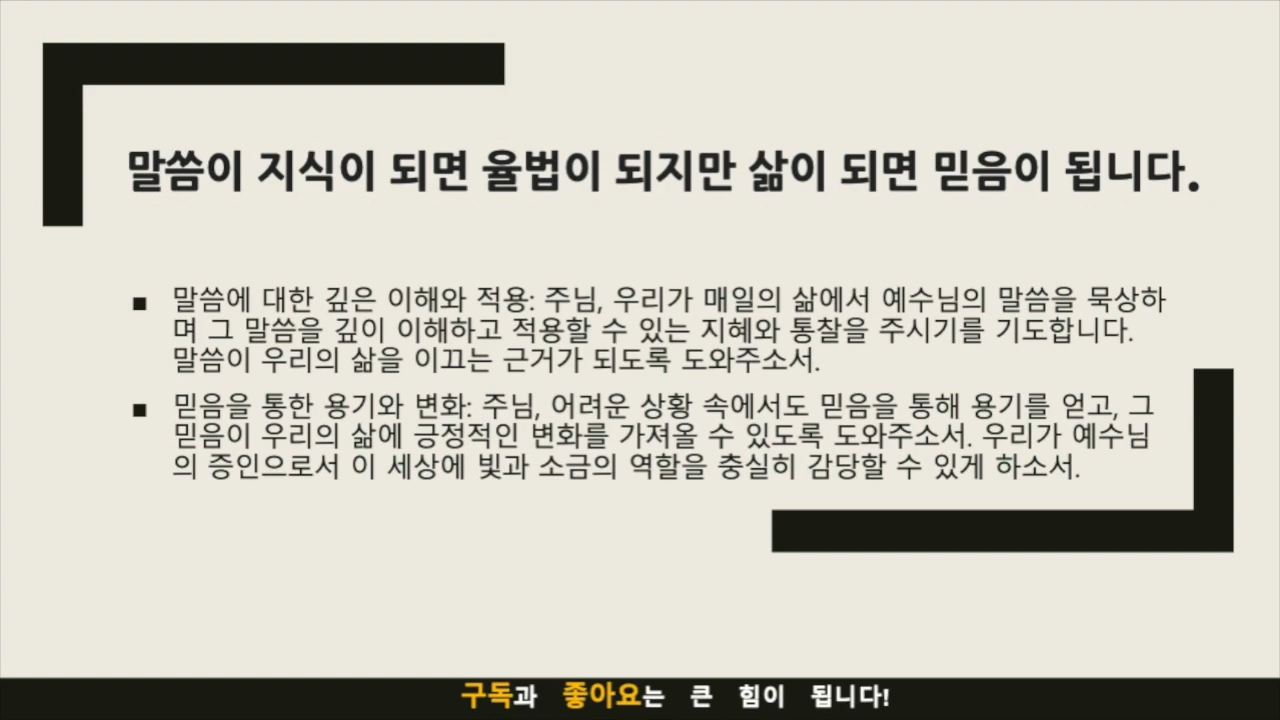 말씀이 지식이 되면 율법이 되지만 삶이 되면 믿음이 됩니다.
■ 말씀에 대한 깊은 이해와 적용: 주님, 우리가 매일의 삶에서 예수님의 말씀을 묵상하
며 그 말씀을 깊이 이해하고 적용할 수 있는 지혜와 통찰을 주시기를 기도합니다.
말씀이 우리의 삶을 이끄는 근거가 되도록 도와주소서.
■ 믿음을 통한 용기와 변화: 주님, 어려운 상황 속에서도 믿음을 통해 용기를 얻고, 그
믿음이 우리의 삶에 긍정적인 변화를 가져올 수 있도록 도와주소서. 우리가 예수님
의 증인으로서 이 세상에 빛과 소금의 역할을 충실히 감당할 수 있게 하소서.
구독과 좋아요는 큰 힘이 됩니다!